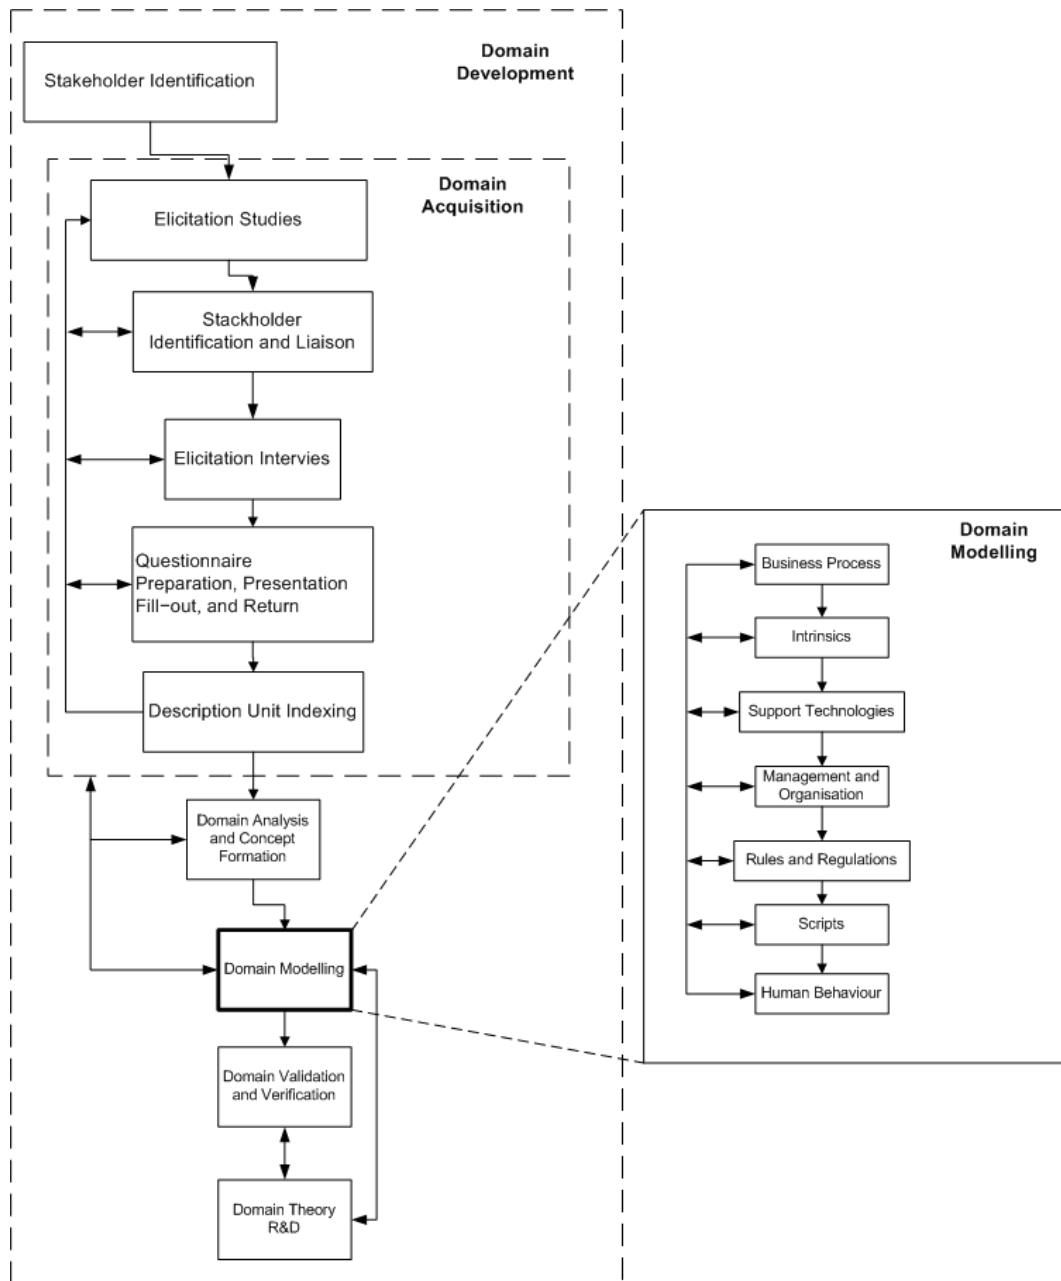 Domain
Development
Stakeholder Identification
Domain
Acquisition
Elicitation Studies
Stackholder
Identification and Liaison
Elicitation Intervies
Questionnaire
Preparation, Presentation
Fill−out, and Return
Description Unit Indexing
Domain Analysis
and Concept
Formation
Domain Modelling
Domain Validation
and Verification
Domain Theory
R&D
Domain
Modelling
Business Process
Intrinsics
Support Technologies
Management and
Organisation
Rules and Regulations
Scripts
Human Behaviour